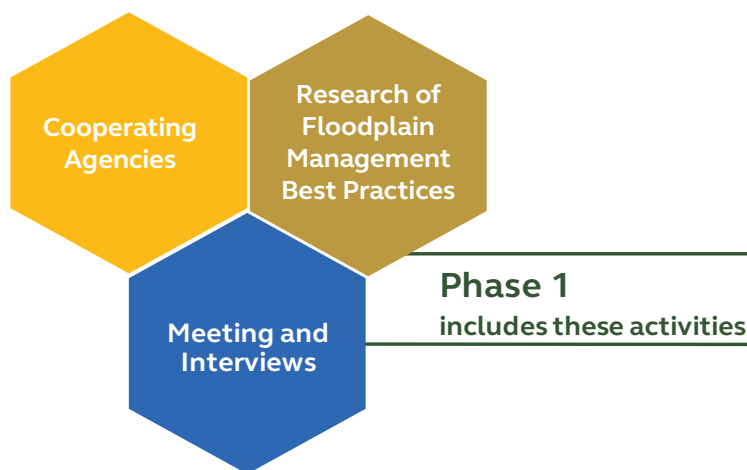 Cooperating
Agencies
Research of
Floodplain
Management
Best Practices
Meeting and
Interviews
Phase 1
includes these activities